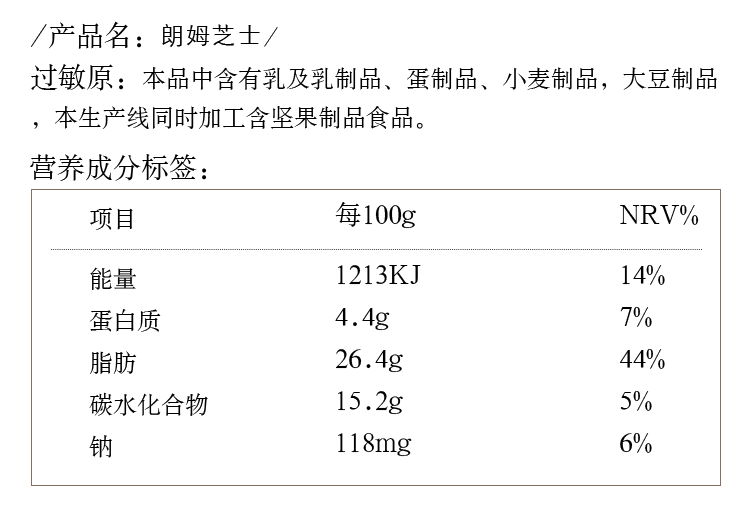 /产品名：朗姆芝士/
过敏原：本品中含有乳及乳制品、蛋制品、小麦制品，大豆制品
，本生产线同时加工含坚果制品食品。
营养成分标签：
项目 每100g NRV%
能量 1213KJ 14%
蛋白质 4.4g 7%
脂肪 26.4g 44%
碳水化合物 15.2g 5%
钠 118mg 6%